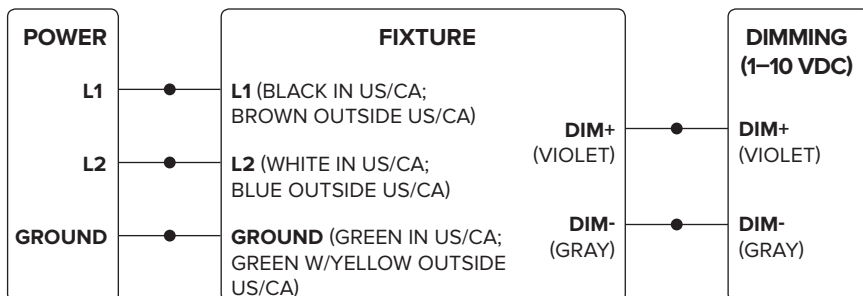 POWER
L1
L2
GROUND
FIXTURE
L1 (BLACK IN US/CA;
BROWN OUTSIDE US/CA)
L2 (WHITE IN US/CA;
BLUE OUTSIDE US/CA)
GROUND (GREEN IN US/CA;
GREEN W/YELLOW OUTSIDE
US/CA)
DIM+
(VIOLET)
DIM-
(GRAY)
DIMMING
(1–10 VDC)
DIM+
(VIOLET)
DIM-
(GRAY)